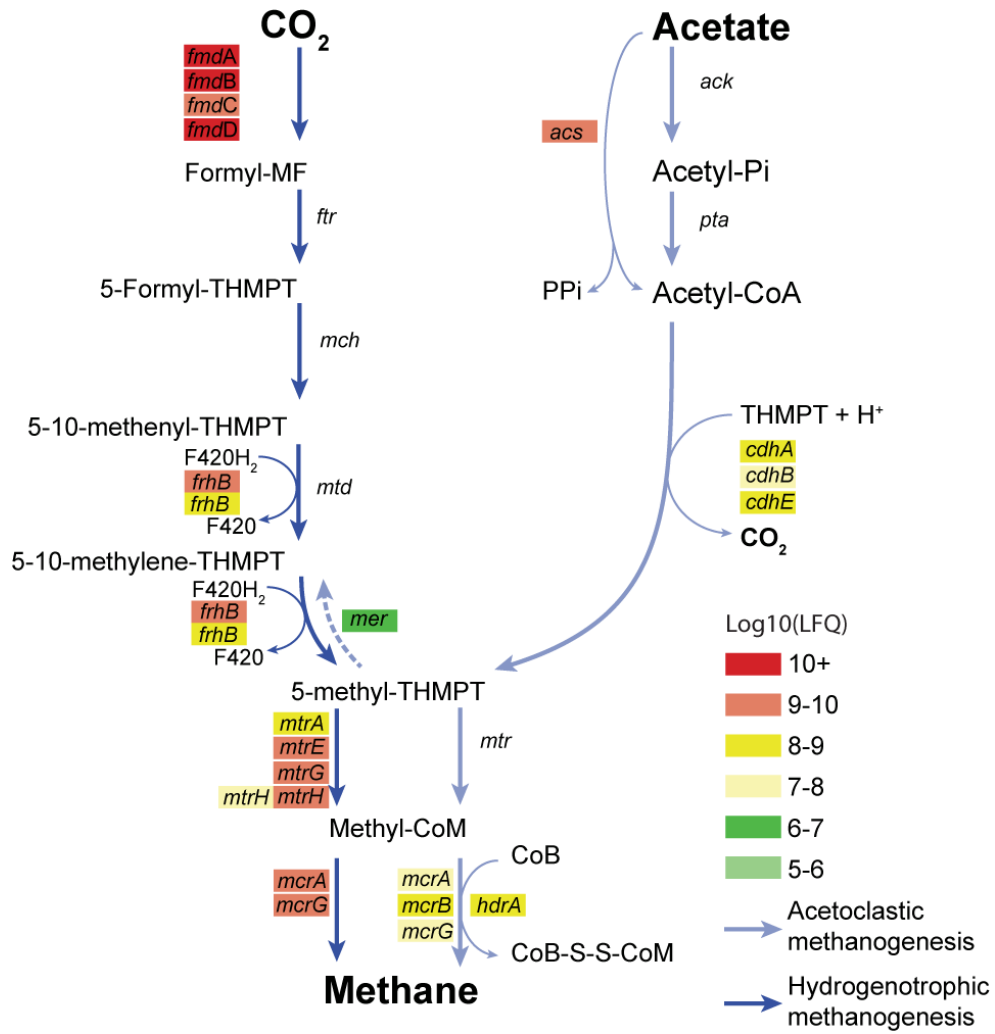 CO₂
fmdA
fmdB
fmdC
fmdD
Formyl-MF
ftr
5-Formyl-THMPT
mch
5-10-methenyl-THMPT
F420H₂
frhB
frhB
F420
mtd
5-10-methylene-THMPT
F420H₂
frhB
frhB
F420
mer
Acetate
ack
acs
Acetyl-Pi
pta
PPi
Acetyl-CoA
THMPT + H⁺
cdhA
cdhB
cdhE
CO₂
5-methyl-THMPT
mtrA
mtrE
mtrG
mtrH mtrH
mtr
Methyl-CoM
mcrA
mcrG
mcrA
mcrB
mcrG
hdrA
CoB
CoB-S-S-CoM
Methane
Log10(LFQ)
10+
9-10
8-9
7-8
6-7
5-6
Acetoclastic
methanogenesis
Hydrogenotrophic
methanogenesis